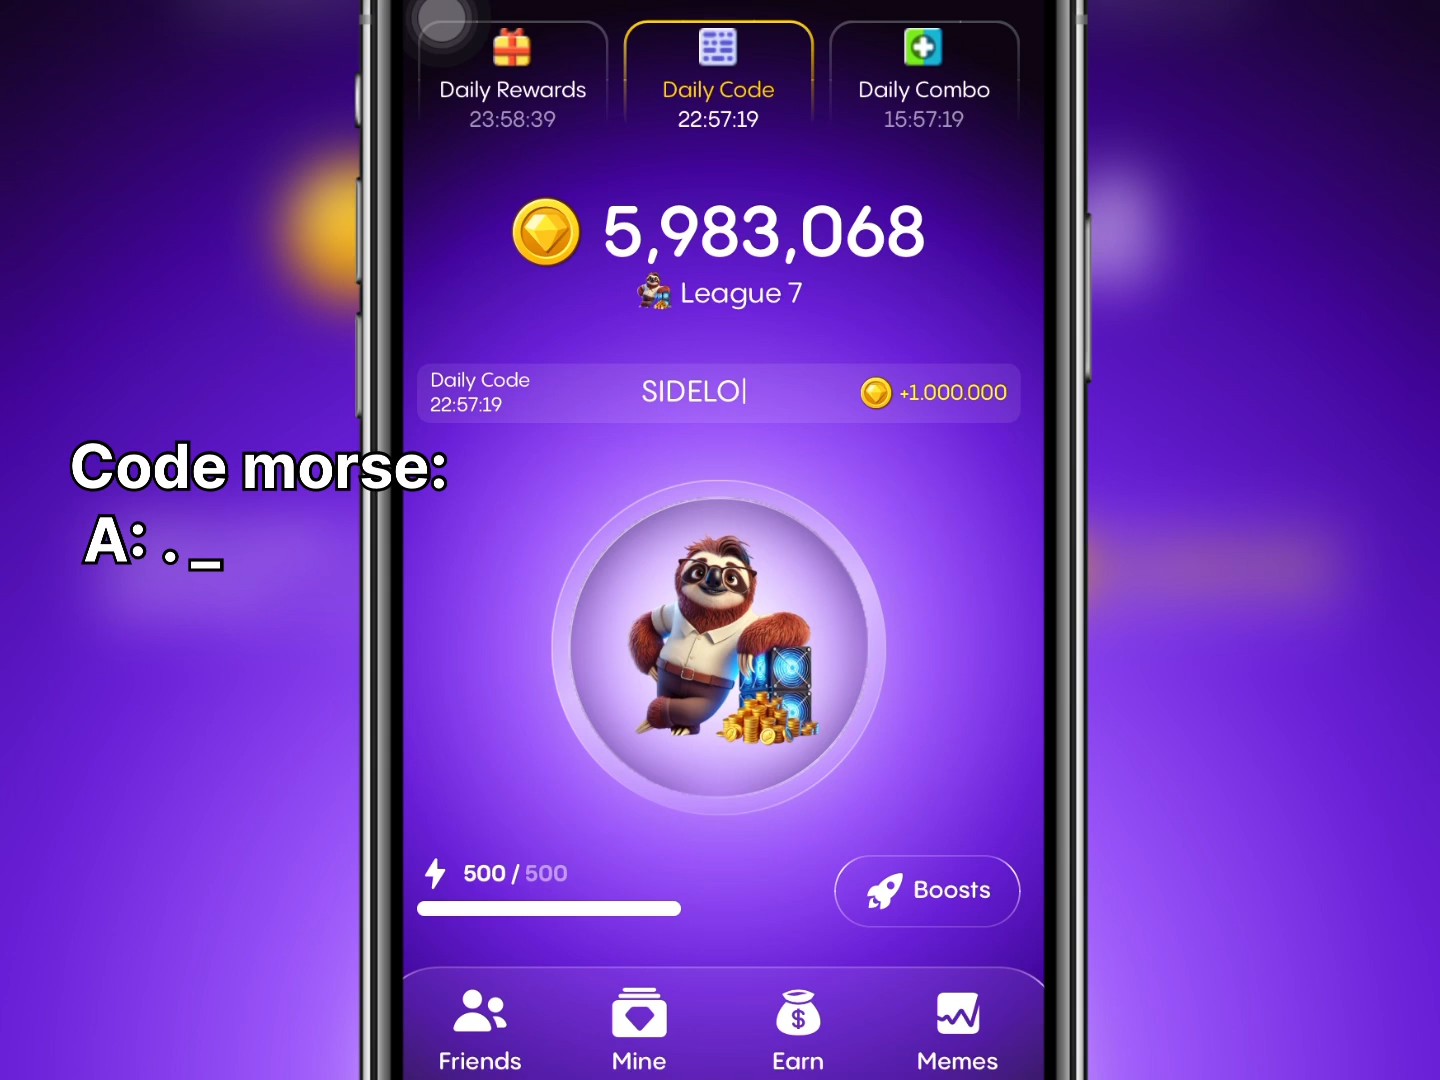 Daily Rewards
23:58:39
Daily Code
22:57:19
Daily Combo
15:57:19
5,983,068
League 7
Daily Code
22:57:19
SIDELO
+1.000.000
Code morse:
A: . _
500 / 500
Boosts
Friends
Mine
Earn
Memes